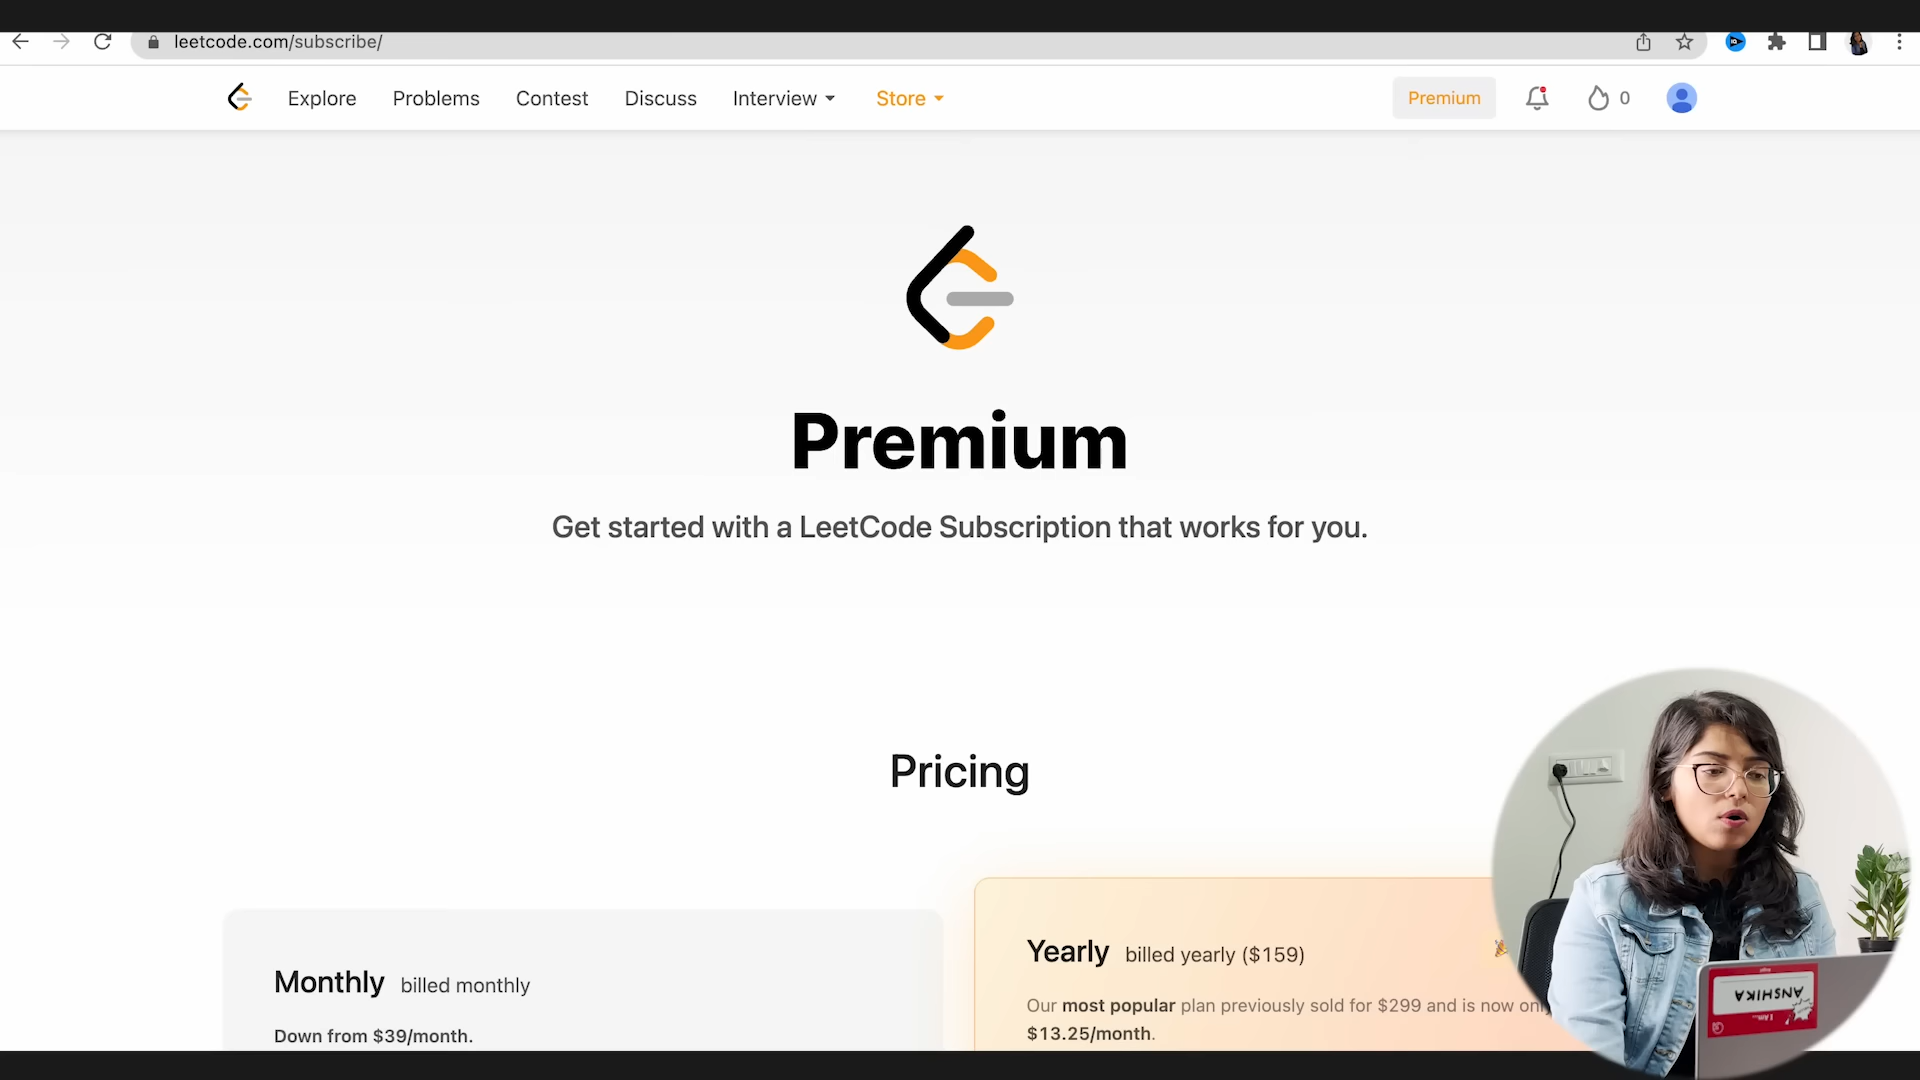 leetcode.com/subscribe/
Explore Problems Contest Discuss Interview Store Premium 0
Premium
Get started with a LeetCode Subscription that works for you.
Pricing
Monthly billed monthly
Down from $39/month.
Yearly billed yearly ($159)
Our most popular plan previously sold for $299 and is now
$13.25/month.
I Am...
ANSHIKA